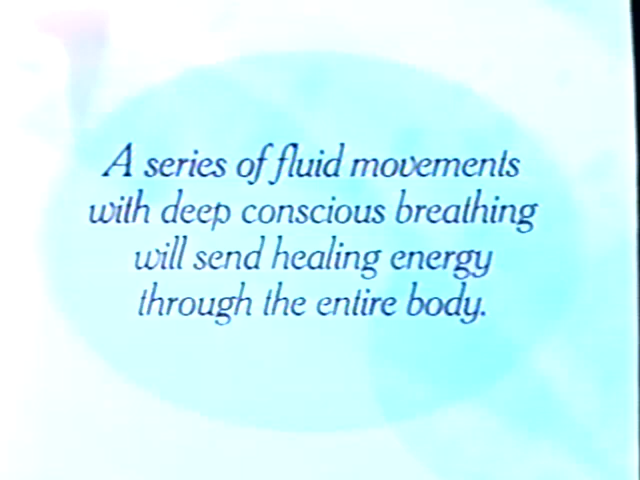 A series of fluid movements
with deep conscious breathing
will send healing energy
through the entire body.